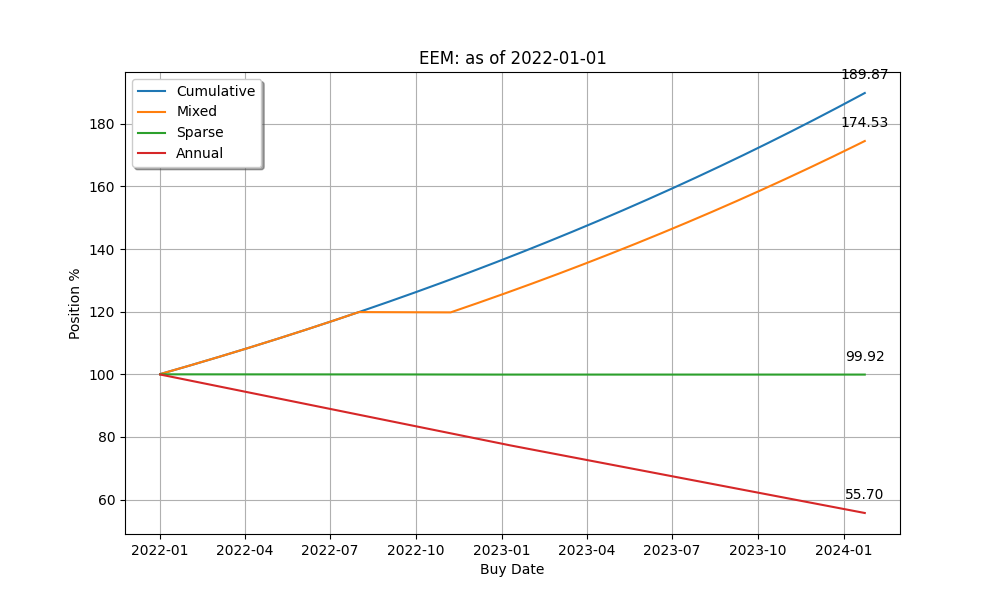 EEM: as of 2022-01-01
Cumulative
Mixed
Sparse
Annual
189.87
174.53
99.92
55.70
Position %
180
160
140
120
100
80
60
2022-01 2022-04 2022-07 2022-10 2023-01 2023-04 2023-07 2023-10 2024-01
Buy Date